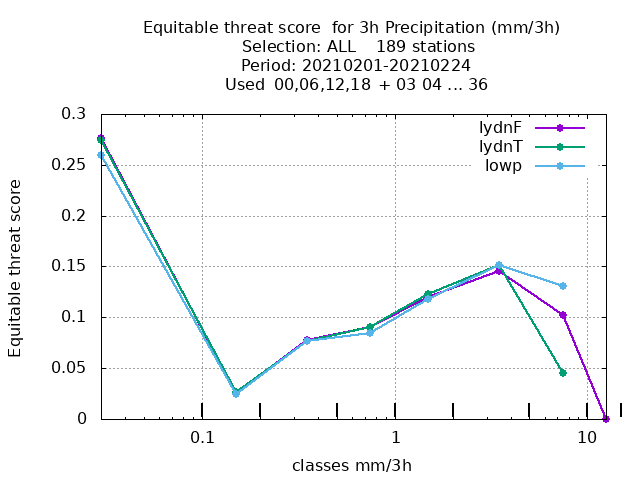 Equitable threat score  for 3h Precipitation (mm/3h)
Selection: ALL    189 stations
Period: 20210201-20210224
Used  00,06,12,18  + 03 04 ... 36
lydnF
lydnT
lowp
Equitable threat score
0.3
0.25
0.2
0.15
0.1
0.05
0
0.1
1
10
classes mm/3h